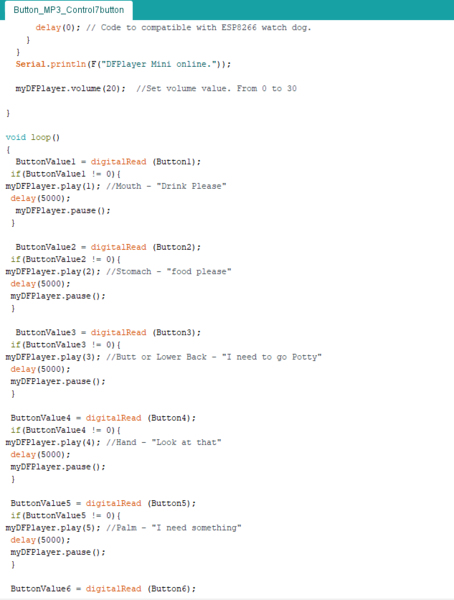 Button_MP3_Control7button
delay(0); // Code to compatible with ESP8266 watch dog.
}
}
Serial.println(F("DFPlayer Mini online."));
myDFPlayer.volume(20);  //Set volume value. From 0 to 30
}
void loop()
{
ButtonValue1 = digitalRead (Button1);
if(ButtonValue1 != 0){
myDFPlayer.play(1); //Mouth - "Drink Please"
delay(5000);
myDFPlayer.pause();
}
ButtonValue2 = digitalRead (Button2);
if(ButtonValue2 != 0){
myDFPlayer.play(2); //Stomach - "food please"
delay(5000);
myDFPlayer.pause();
}
ButtonValue3 = digitalRead (Button3);
if(ButtonValue3 != 0){
myDFPlayer.play(3); //Butt or Lower Back - "I need to go Potty"
delay(5000);
myDFPlayer.pause();
}
ButtonValue4 = digitalRead (Button4);
if(ButtonValue4 != 0){
myDFPlayer.play(4); //Hand - "Look at that"
delay(5000);
myDFPlayer.pause();
}
ButtonValue5 = digitalRead (Button5);
if(ButtonValue5 != 0){
myDFPlayer.play(5); //Palm - "I need something"
delay(5000);
myDFPlayer.pause();
}
ButtonValue6 = digitalRead (Button6);